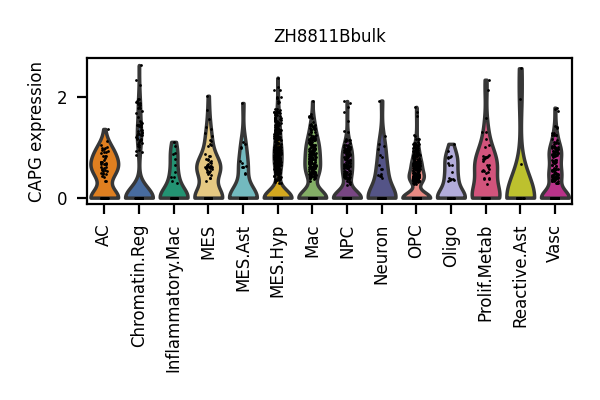 ZH8811Bbulk
CAPG expression
2
0
AC
Chromatin.Reg
Inflammatory.Mac
MES
MES.Ast
MES.Hyp
Mac
NPC
Neuron
OPC
Oligo
Prolif.Metab
Reactive.Ast
Vasc